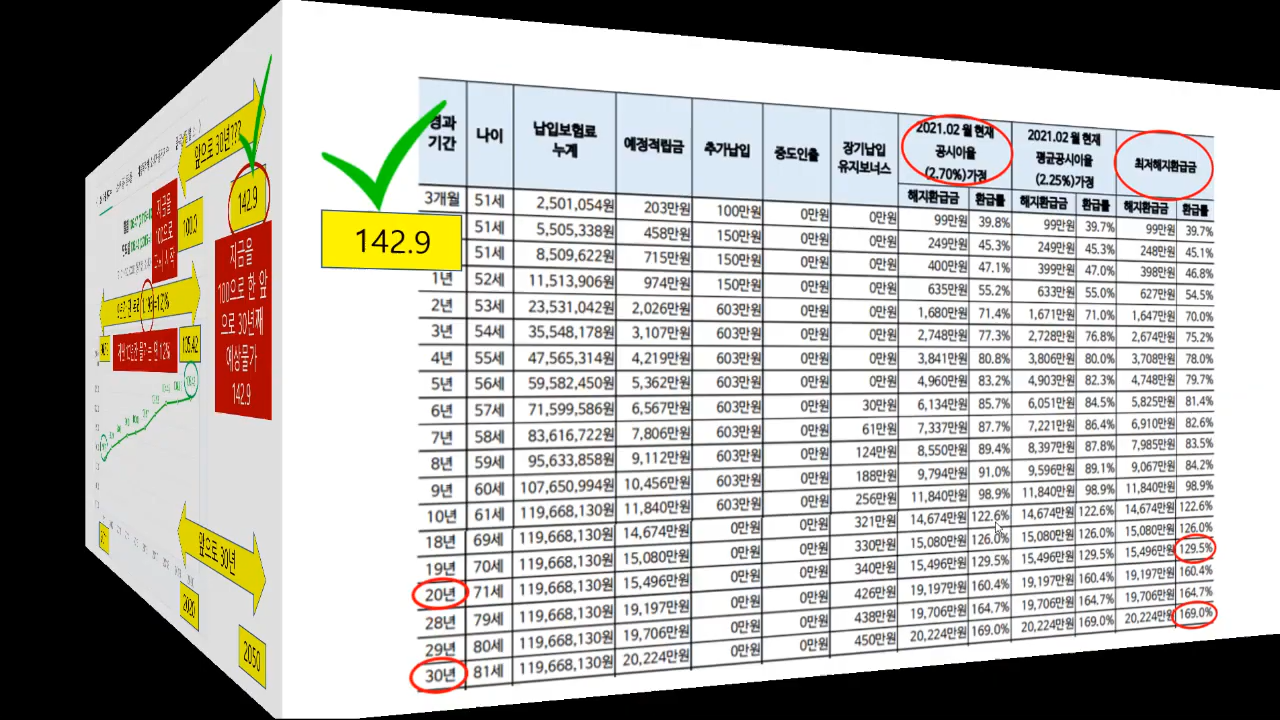 앞으로 30년???
142.9
지금을
100으로
100.0
지금을
100으로 한 앞
으로 30년째
예상물가
142.9
105.42
앞으로 30년
2020
2050
142.9
경과
기간
나이
납입보험료
누계
예정적립금
추가납입
중도인출
장기납입
유지보너스
2021.02 월 현재
공시이율
(2.70%)가정
2021.02 월 현재
평균공시이율
(2.25%)가정
최저해지환급금
해지환급금 환급률 해지환급금 환급률 해지환급금 환급률
3개월 51세 2,501,054원 203만원 100만원 0만원 0만원 99만원 39.8% 99만원 39.7% 99만원 39.7%
51세 5,505,338원 458만원 150만원 0만원 0만원 249만원 45.3% 249만원 45.3% 248만원 45.1%
51세 8,509,622원 715만원 150만원 0만원 0만원 400만원 47.1% 399만원 47.0% 398만원 46.8%
1년 52세 11,513,906원 974만원 150만원 0만원 0만원 635만원 55.2% 633만원 55.0% 627만원 54.5%
2년 53세 23,531,042원 2,026만원 603만원 0만원 0만원 1,680만원 71.4% 1,671만원 71.0% 1,647만원 70.0%
3년 54세 35,548,178원 3,107만원 603만원 0만원 0만원 2,748만원 77.3% 2,728만원 76.8% 2,674만원 75.2%
4년 55세 47,565,314원 4,219만원 603만원 0만원 0만원 3,841만원 80.8% 3,806만원 80.0% 3,708만원 78.0%
5년 56세 59,582,450원 5,362만원 603만원 0만원 0만원 4,960만원 83.2% 4,903만원 82.3% 4,748만원 79.7%
6년 57세 71,599,586원 6,567만원 603만원 0만원 30만원 6,134만원 85.7% 6,051만원 84.5% 5,825만원 81.4%
7년 58세 83,616,722원 7,806만원 603만원 0만원 61만원 7,337만원 87.7% 7,221만원 86.4% 6,910만원 82.6%
8년 59세 95,633,858원 9,112만원 603만원 0만원 124만원 8,550만원 89.4% 8,397만원 87.8% 7,985만원 83.5%
9년 60세 107,650,994원 10,456만원 603만원 0만원 188만원 9,794만원 91.0% 9,596만원 89.1% 9,067만원 84.2%
10년 61세 119,668,130원 11,840만원 603만원 0만원 256만원 11,840만원 98.9% 11,840만원 98.9% 11,840만원 98.9%
18년 69세 119,668,130원 14,674만원 0만원 0만원 321만원 14,674만원 122.6% 14,674만원 122.6% 14,674만원 122.6%
19년 70세 119,668,130원 15,080만원 0만원 0만원 330만원 15,080만원 126.0% 15,080만원 126.0% 15,080만원 126.0%
20년 71세 119,668,130원 15,496만원 0만원 0만원 340만원 15,496만원 129.5% 15,496만원 129.5% 15,496만원 129.5%
28년 79세 119,668,130원 19,197만원 0만원 0만원 426만원 19,197만원 160.4% 19,197만원 160.4% 19,197만원 160.4%
29년 80세 119,668,130원 19,706만원 0만원 0만원 438만원 19,706만원 164.7% 19,706만원 164.7% 19,706만원 164.7%
30년 81세 119,668,130원 20,224만원 0만원 0만원 450만원 20,224만원 169.0% 20,224만원 169.0% 20,224만원 169.0%